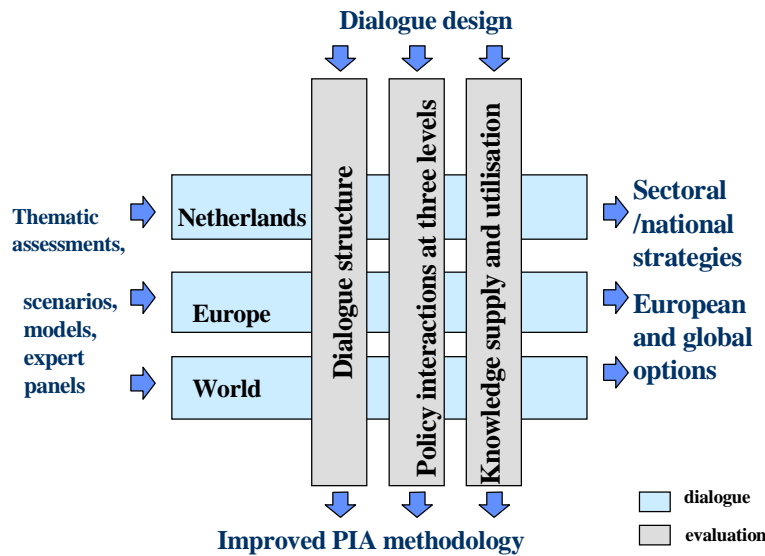 Dialogue design
Thematic
assessments,
scenarios,
models,
expert
panels
Netherlands
Europe
World
Dialogue structure
Policy interactions at three levels
Knowledge supply and utilisation
Sectoral
/national
strategies
European
and global
options
Improved PIA methodology
dialogue
evaluation